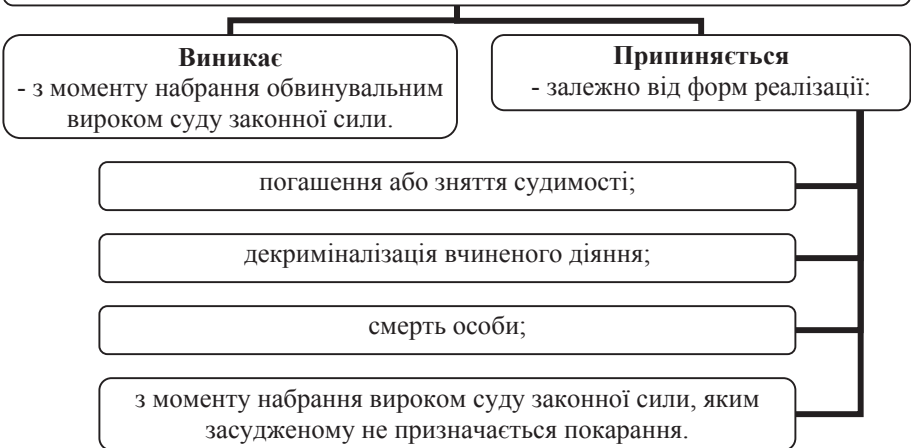 Виникає
- з моменту набрання обвинувальним
вироком суду законної сили.
Припиняється
- залежно від форм реалізації:
погашення або зняття судимості;
декриміналізація вчиненого діяння;
смерть особи;
з моменту набрання вироком суду законної сили, яким
засудженому не призначається покарання.